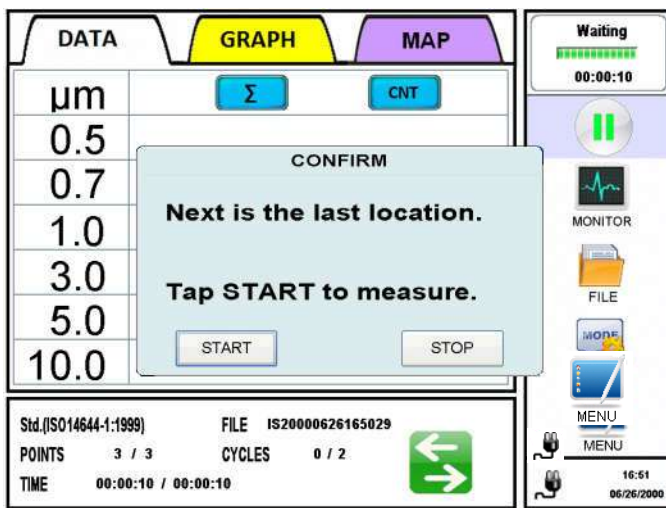 DATA GRAPH MAP
µm Σ CNT
0.5
0.7
1.0
3.0
5.0
10.0
CONFIRM
Next is the last location.
Tap START to measure.
START STOP
Std.(ISO14644-1:1999) FILE IS20000626165029
POINTS 3 / 3 CYCLES 0 / 2
TIME 00:00:10 / 00:00:10
Waiting
00:00:10
MONITOR
FILE
MODE
MENU
MENU
16:51
06/26/2000